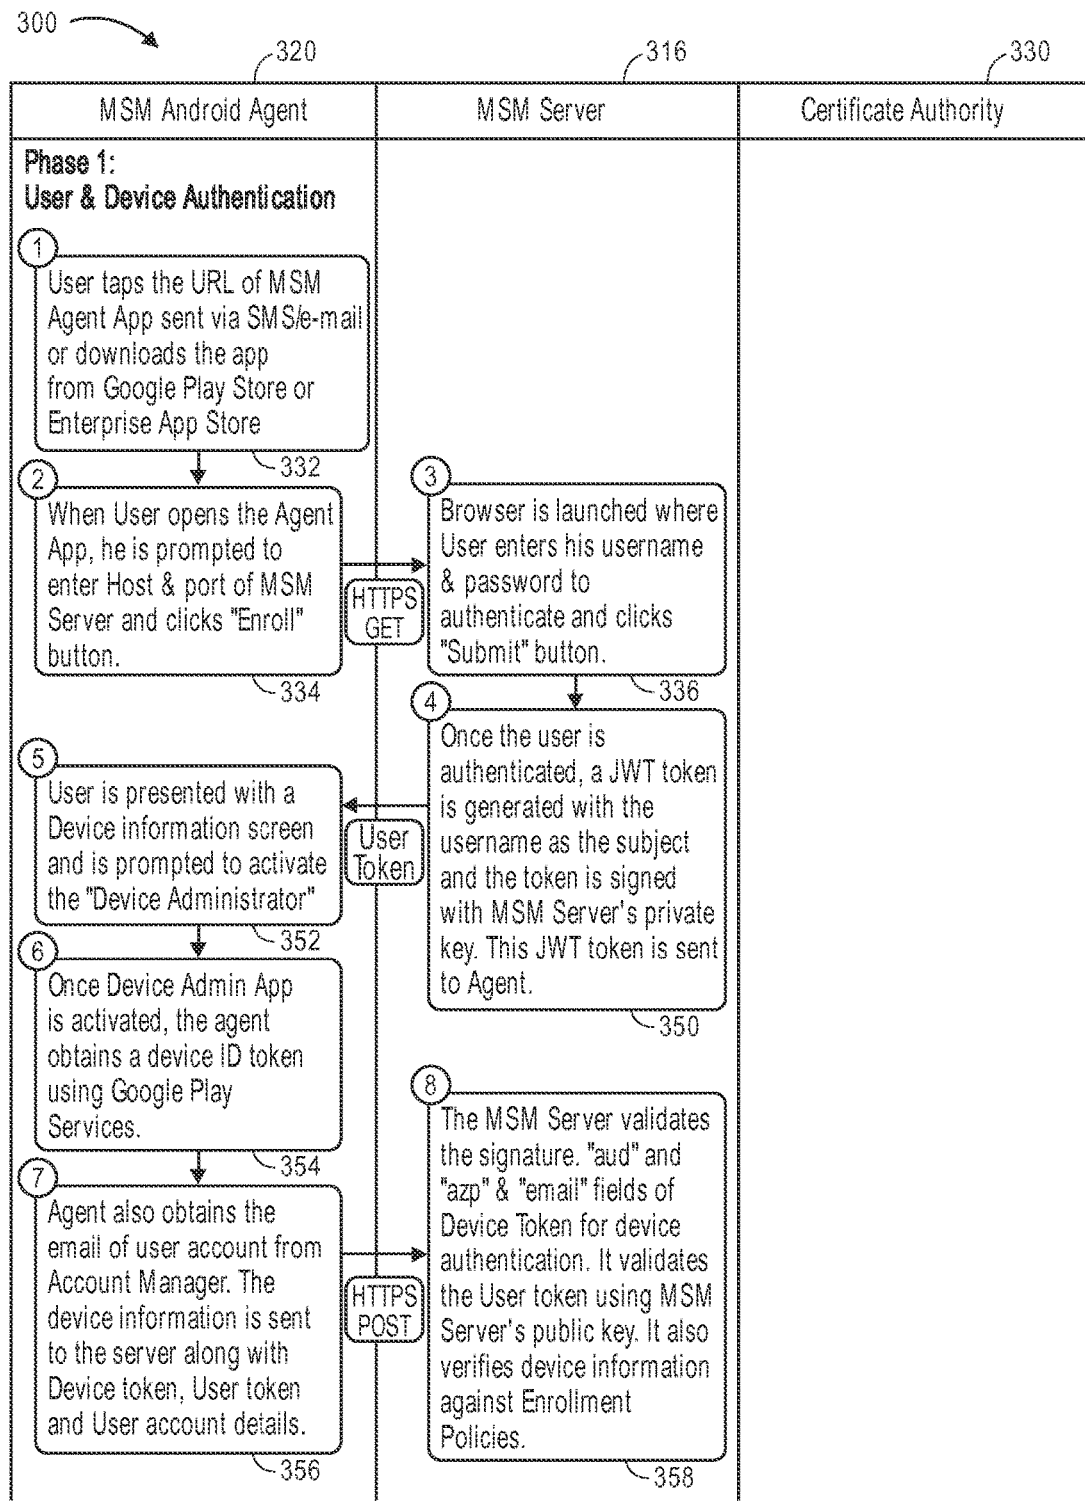 300
320
316
330
MSM Android Agent
MSM Server
Certificate Authority
Phase 1:
User & Device Authentication
1
User taps the URL of MSM
Agent App sent via SMS/e-mail
or downloads the app
from Google Play Store or
Enterprise App Store
332
2
When User opens the Agent
App, he is prompted to
enter Host & port of MSM
Server and clicks "Enroll"
button.
334
HTTPS
GET
3
Browser is launched where
User enters his username
& password to
authenticate and clicks
"Submit" button.
336
4
Once the user is
authenticated, a JWT token
is generated with the
username as the subject
and the token is signed
with MSM Server's private
key. This JWT token is sent
to Agent.
350
User
Token
5
User is presented with a
Device information screen
and is prompted to activate
the "Device Administrator"
352
6
Once Device Admin App
is activated, the agent
obtains a device ID token
using Google Play
Services.
354
7
Agent also obtains the
email of user account from
Account Manager. The
device information is sent
to the server along with
Device token, User token
and User account details.
356
HTTPS
POST
8
The MSM Server validates
the signature. "aud" and
"azp" & "email" fields of
Device Token for device
authentication. It validates
the User token using MSM
Server's public key. It also
verifies device information
against Enrollment
Policies.
358